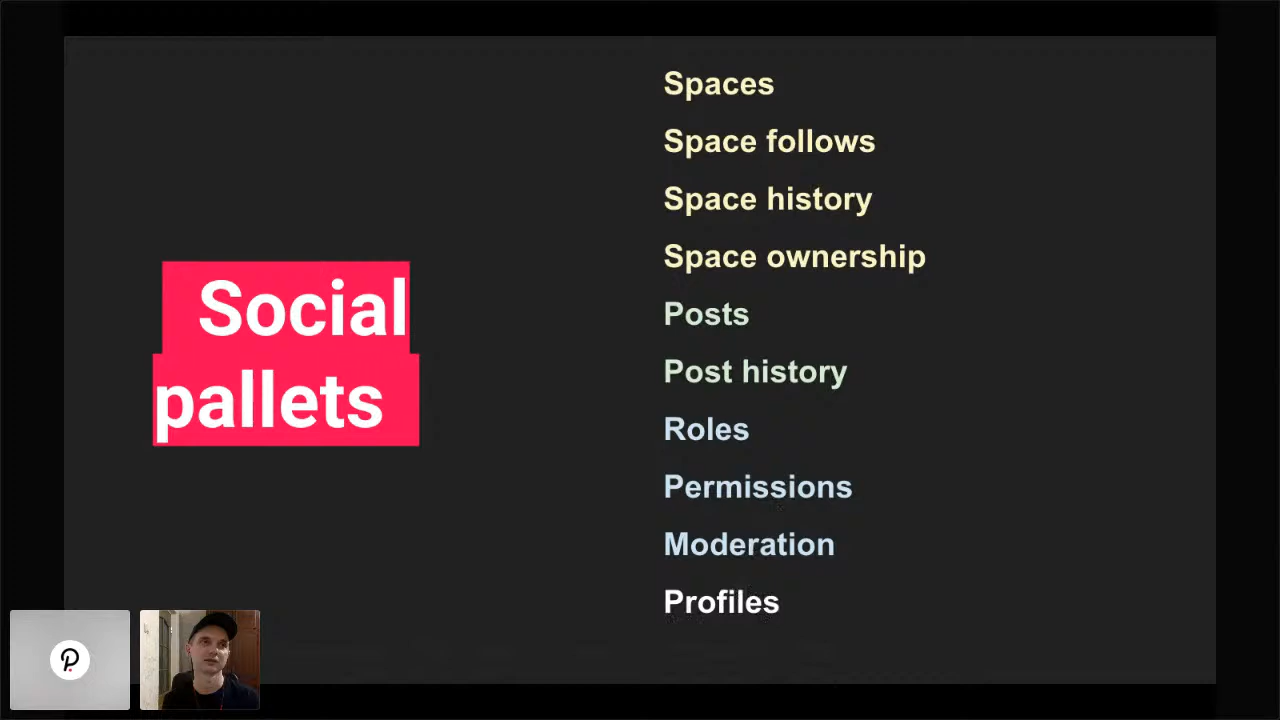 Social
pallets
Spaces
Space follows
Space history
Space ownership
Posts
Post history
Roles
Permissions
Moderation
Profiles